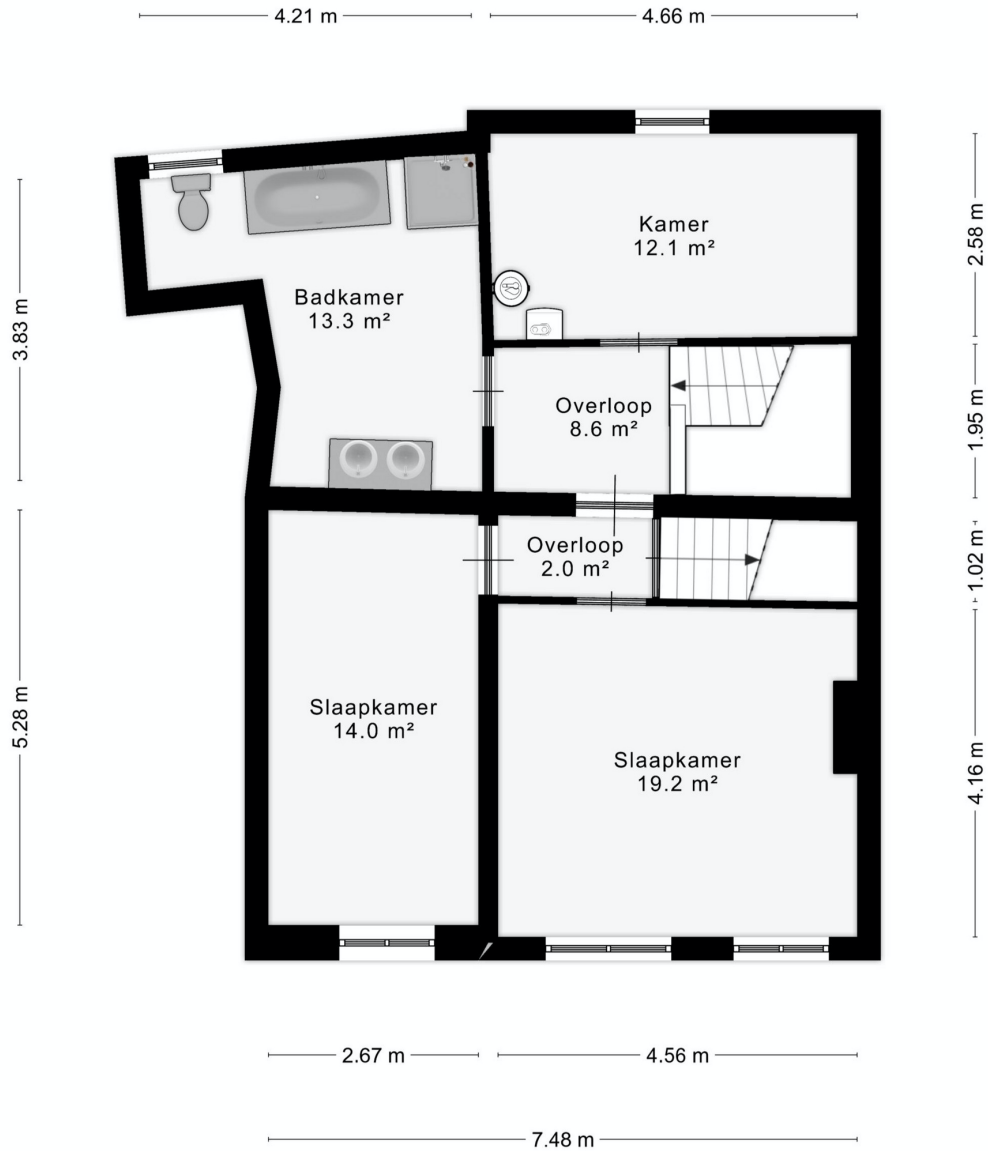 4.21 m
4.66 m
Kamer
12.1 m²
2.58 m
Badkamer
13.3 m²
3.83 m
Overloop
8.6 m²
1.95 m
Overloop
2.0 m²
1.02 m
Slaapkamer
14.0 m²
5.28 m
Slaapkamer
19.2 m²
4.16 m
2.67 m
4.56 m
7.48 m